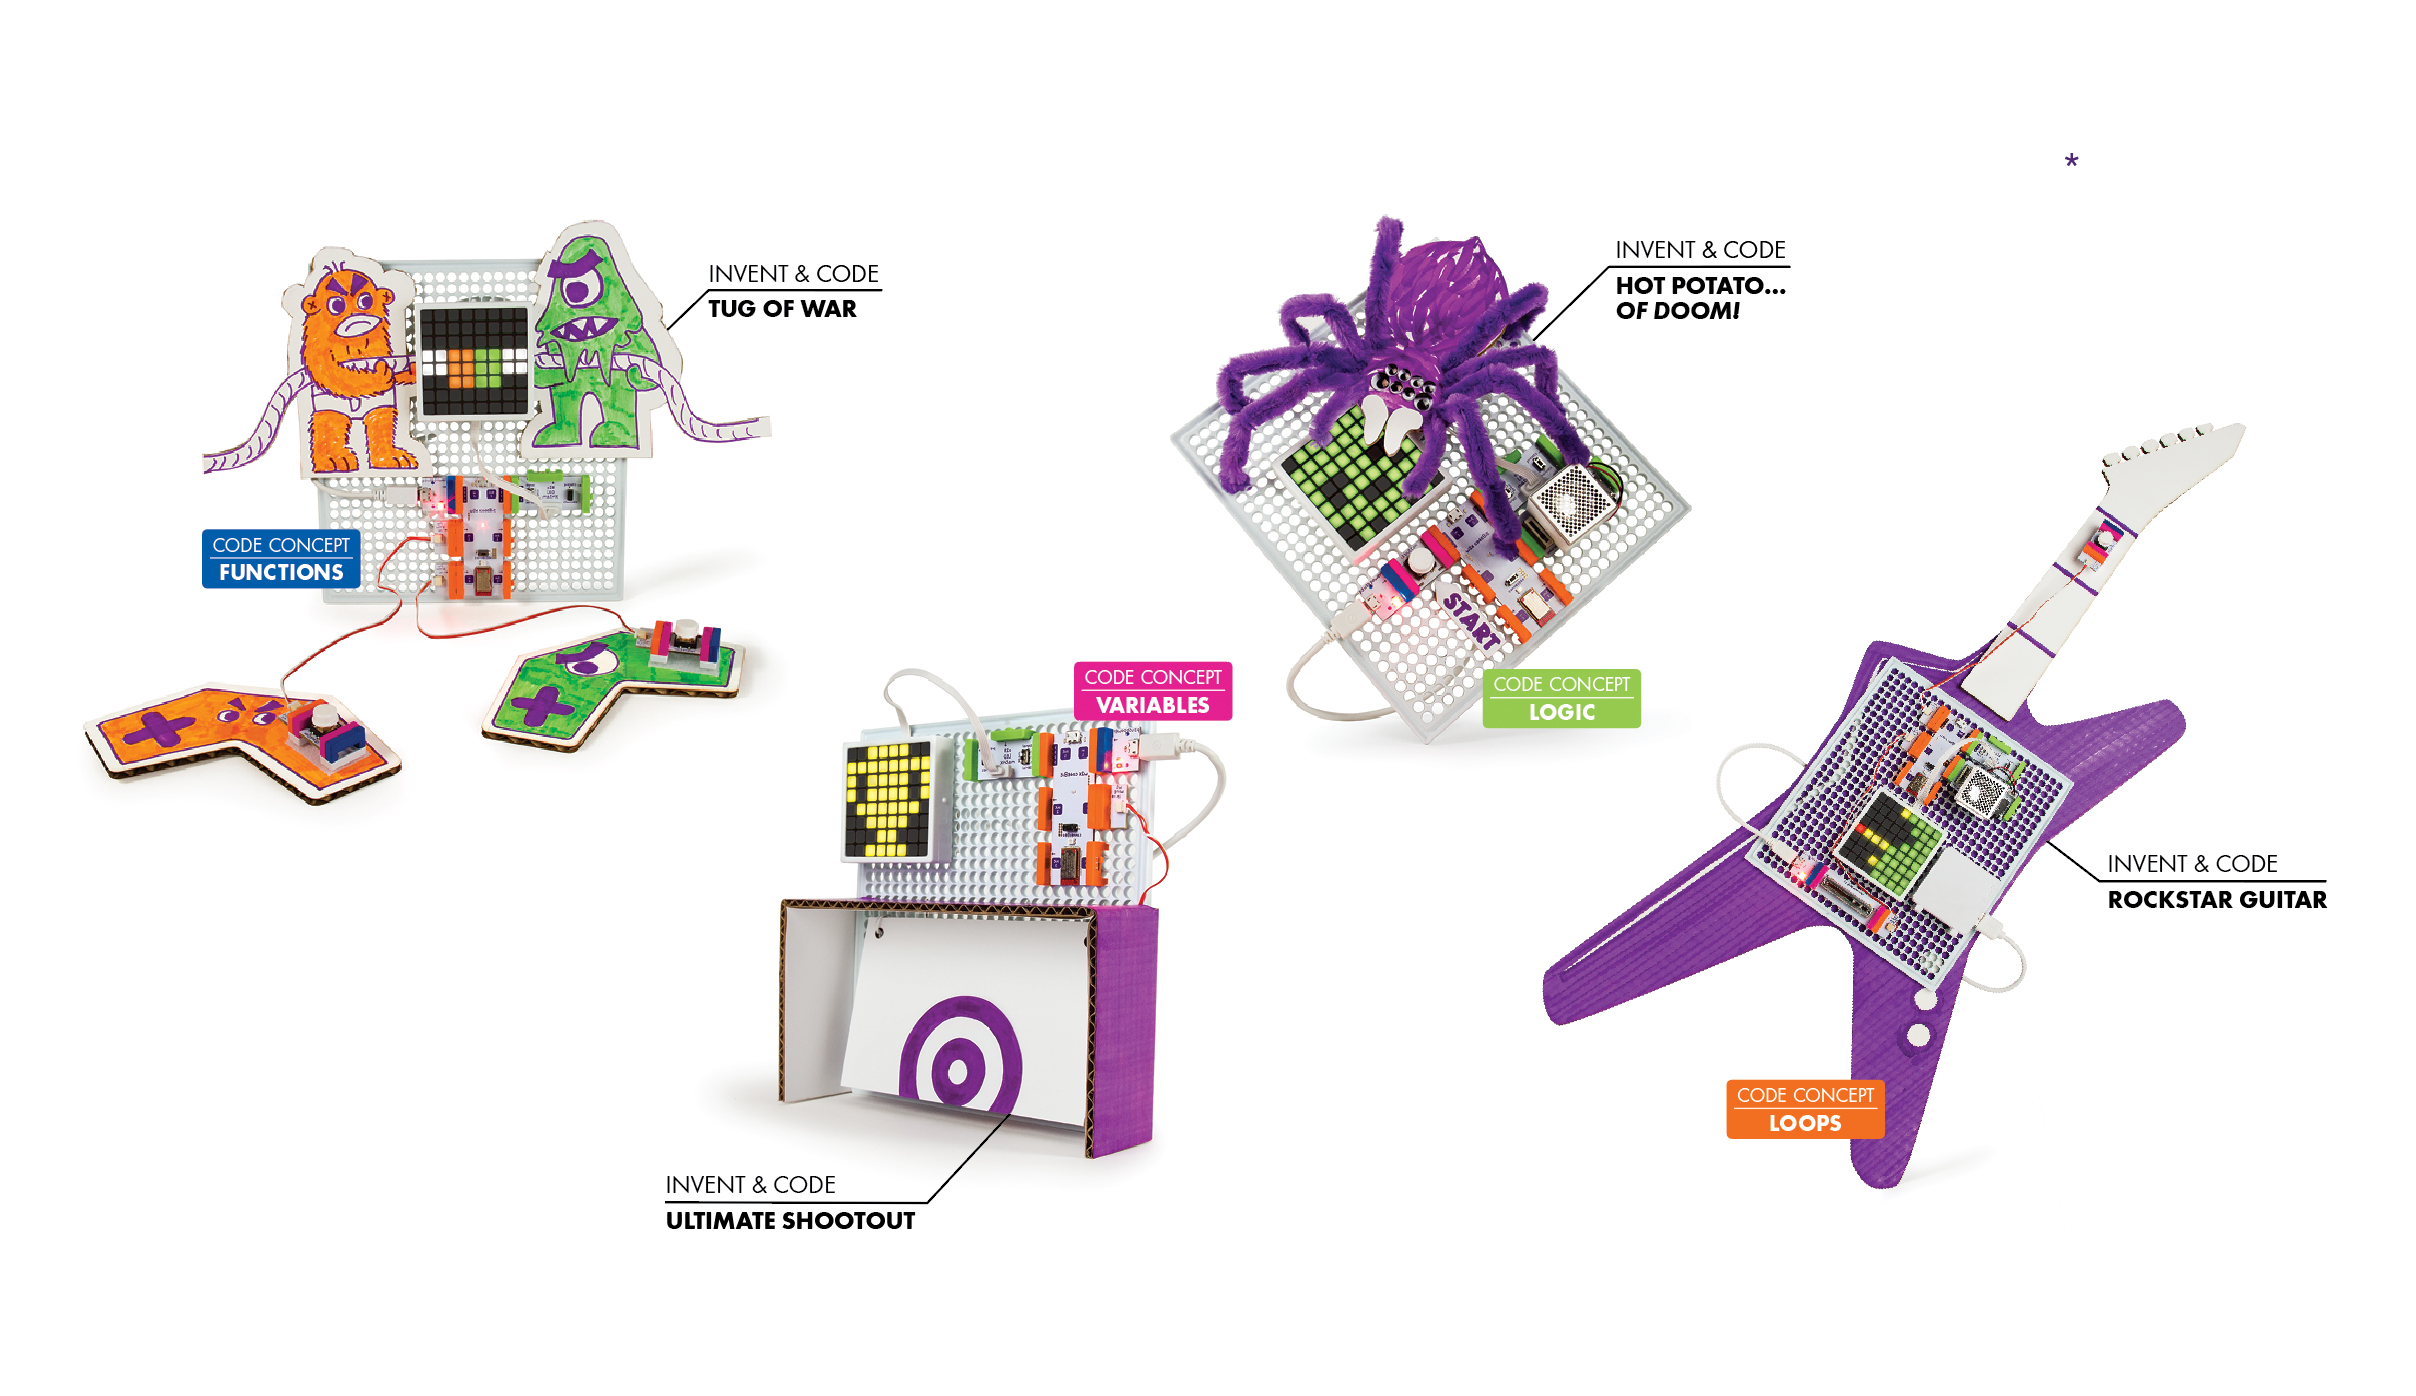 *
INVENT & CODE
TUG OF WAR
CODE CONCEPT
FUNCTIONS
INVENT & CODE
HOT POTATO...
OF DOOM!
START
CODE CONCEPT
LOGIC
CODE CONCEPT
VARIABLES
INVENT & CODE
ULTIMATE SHOOTOUT
INVENT & CODE
ROCKSTAR GUITAR
CODE CONCEPT
LOOPS